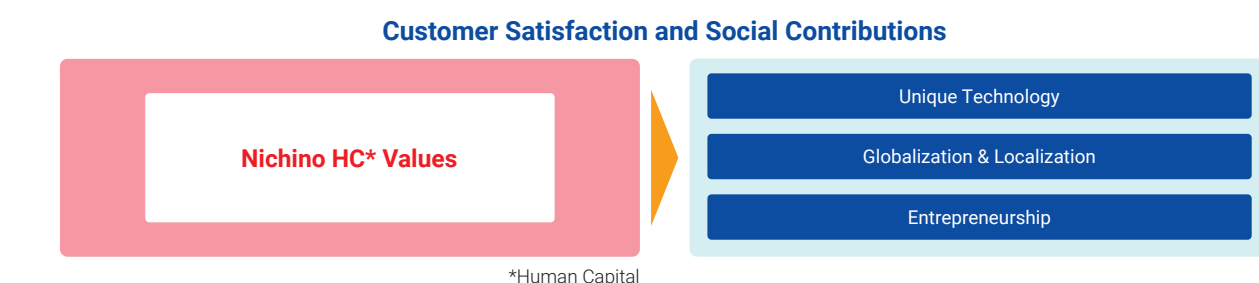 Customer Satisfaction and Social Contributions
Nichino HC* Values
Unique Technology
Globalization & Localization
Entrepreneurship
*Human Capital